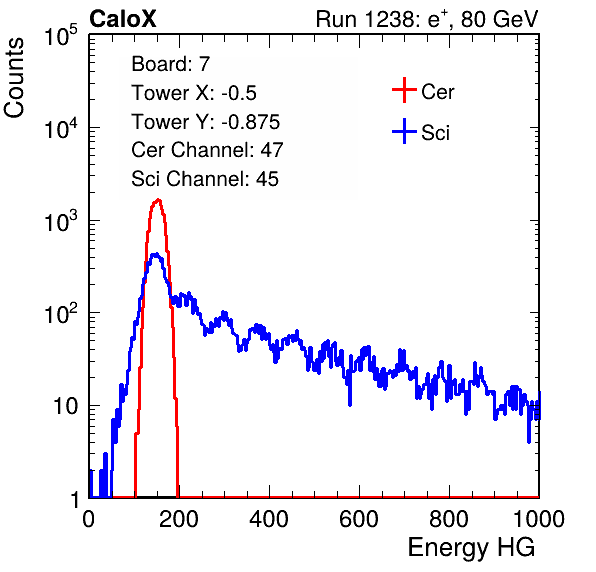 CaloX Run 1238: e+, 80 GeV
Counts
Board: 7
Tower X: -0.5
Tower Y: -0.875
Cer Channel: 47
Sci Channel: 45
Cer
Sci
10^5
10^4
10^3
10^2
10
1
0 200 400 600 800 1000
Energy HG